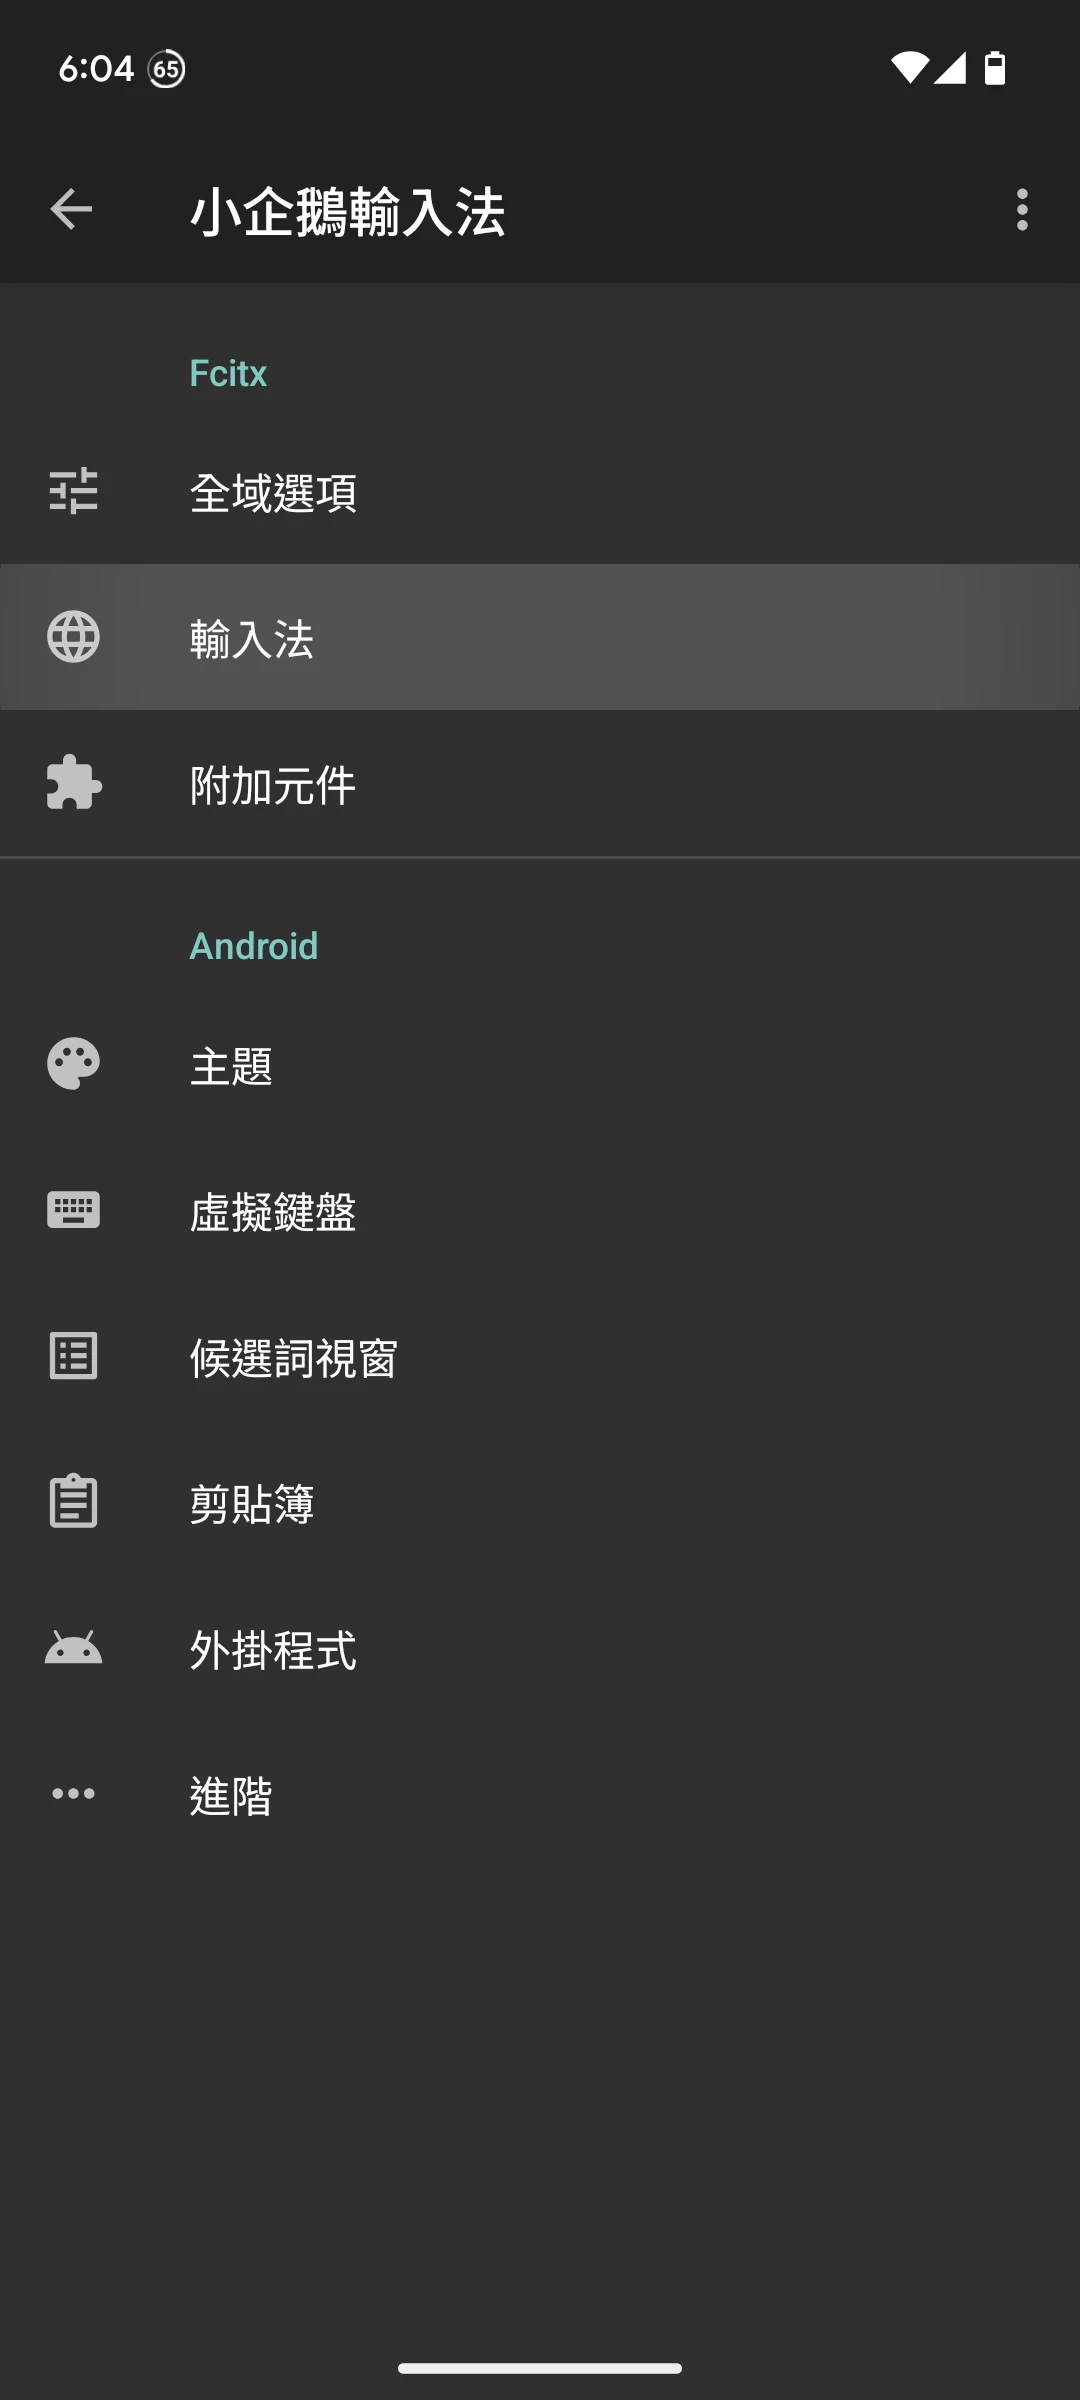 6:04 65
小企鵝輸入法
Fcitx
全域選項
輸入法
附加元件
Android
主題
虛擬鍵盤
候選詞視窗
剪貼簿
外掛程式
進階